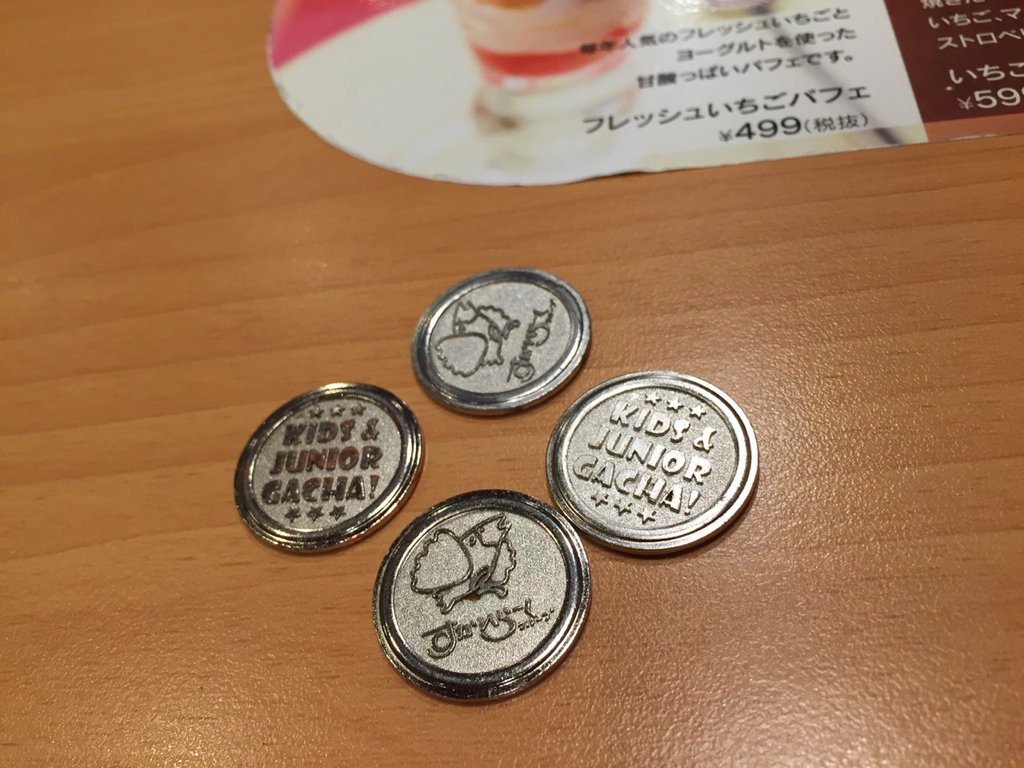 毎年人気のフレッシュいちごと
ヨーグルトを使った
甘酸っぱいパフェです。
フレッシュいちごパフェ
¥499(税抜)
いちご、マ
ストロベ
いちご
¥59
KIDS &
JUNIOR
GACHA!
KIDS &
JUNIOR
GACHA!